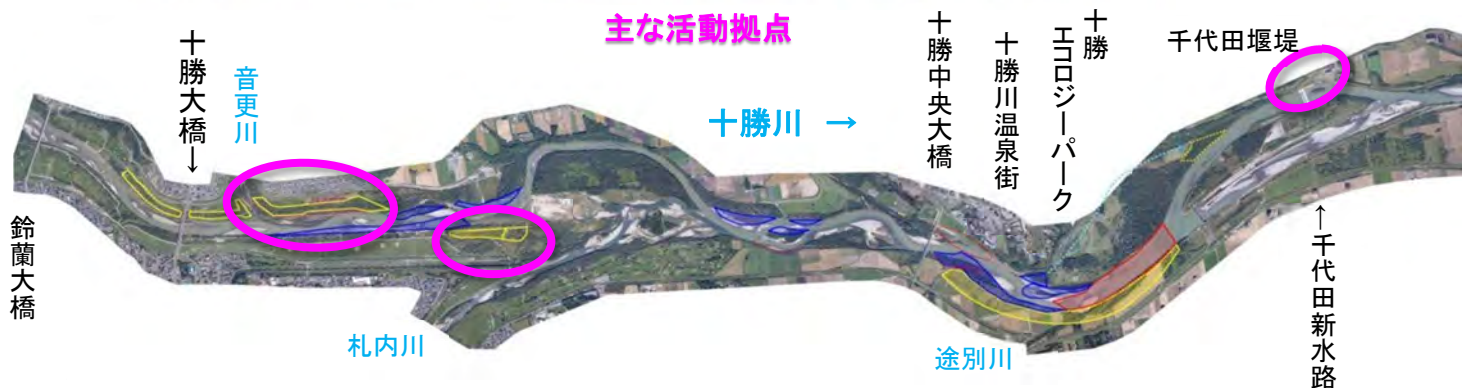 主な活動拠点
十勝大橋↓
音更川
十勝川 →
十勝中央大橋
十勝川温泉街
十勝
エコロジーパーク
千代田堰堤
鈴蘭大橋
札内川
途別川
↑千代田新水路